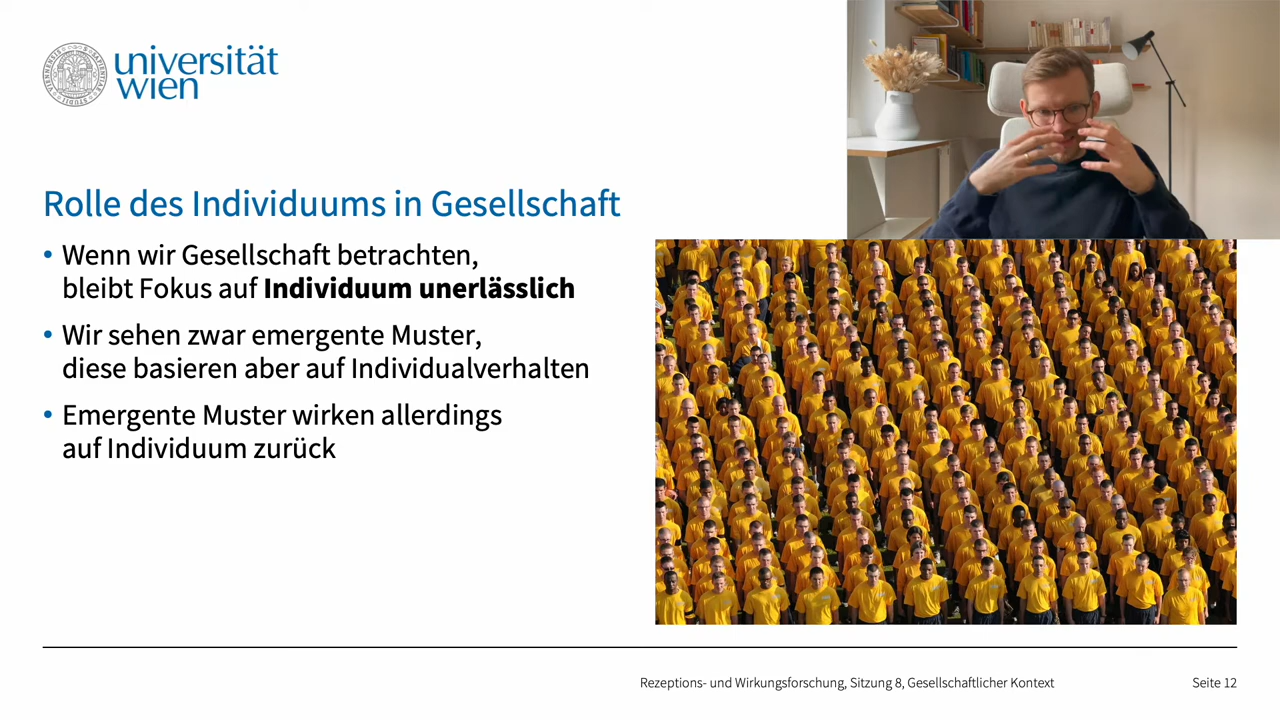 universität
wien
Rolle des Individuums in Gesellschaft
• Wenn wir Gesellschaft betrachten,
bleibt Fokus auf Individuum unerlässlich
• Wir sehen zwar emergente Muster,
diese basieren aber auf Individualverhalten
• Emergente Muster wirken allerdings
auf Individuum zurück
Rezeptions- und Wirkungsforschung, Sitzung 8, Gesellschaftlicher Kontext
Seite 12